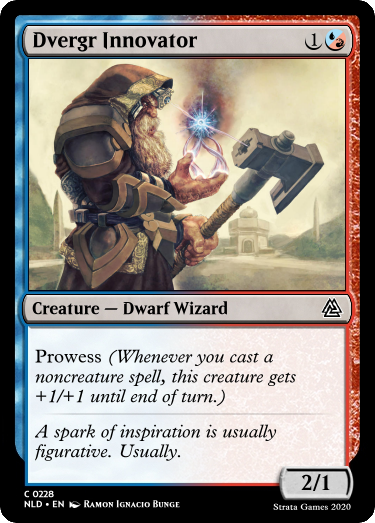 Dvergr Innovator 1
Creature — Dwarf Wizard
Prowess (Whenever you cast a
noncreature spell, this creature gets
+1/+1 until end of turn.)
A spark of inspiration is usually
figurative. Usually.
2/1
C 0228
NLD • EN Ramon Ignacio Bunge
Strata Games 2020